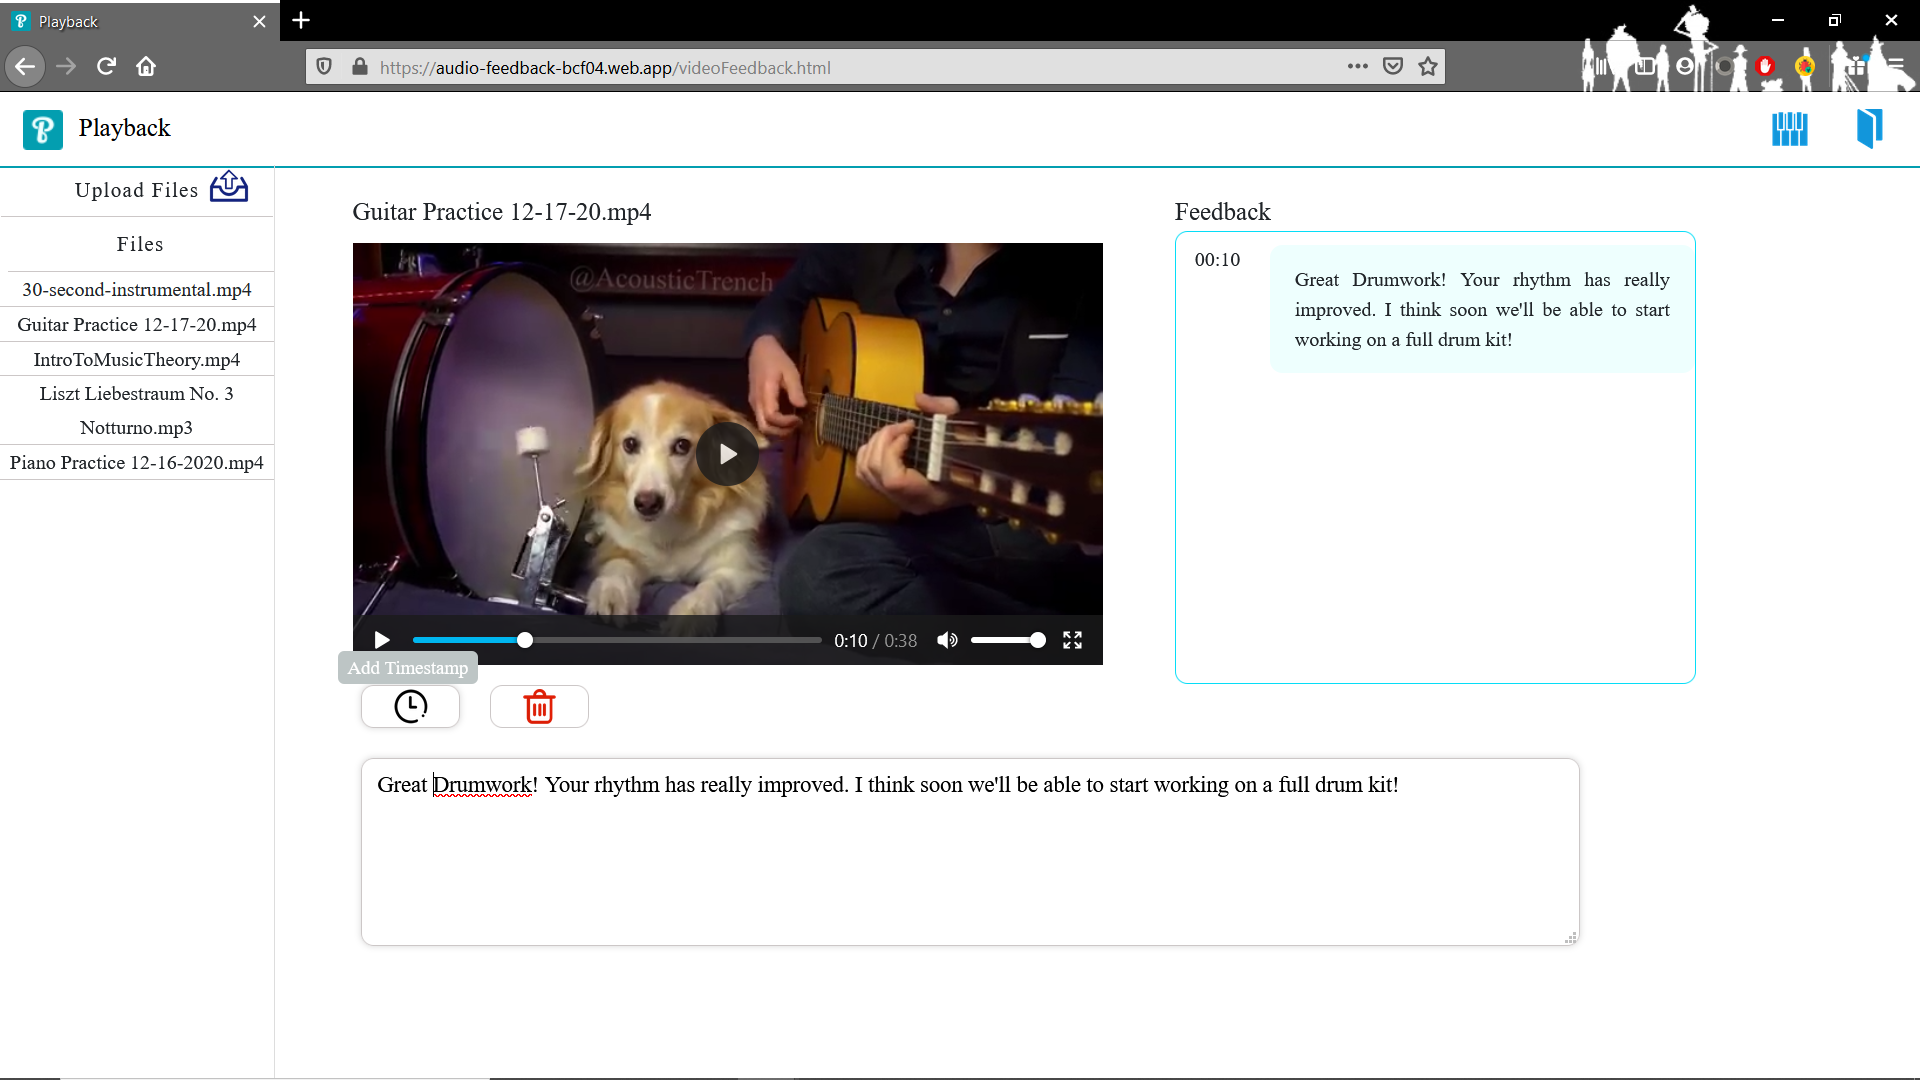 Playback
https://audio-feedback-bcf04.web.app/videoFeedback.html
Playback
Upload Files
Files
30-second-instrumental.mp4
Guitar Practice 12-17-20.mp4
IntroToMusicTheory.mp4
Liszt Liebestraum No. 3
Notturno.mp3
Piano Practice 12-16-2020.mp4
Guitar Practice 12-17-20.mp4
@AcousticTrench
0:10 / 0:38
Add Timestamp
Feedback
00:10
Great Drumwork! Your rhythm has really
improved. I think soon we'll be able to start
working on a full drum kit!
Great Drumwork! Your rhythm has really improved. I think soon we'll be able to start working on a full drum kit!